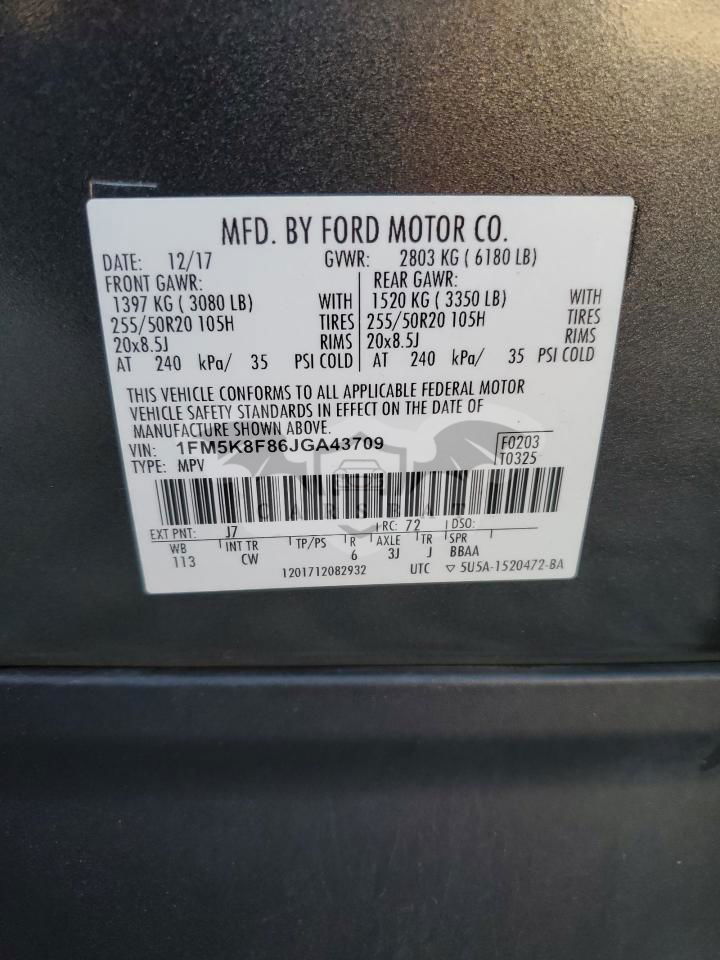 MFD. BY FORD MOTOR CO.
DATE: 12/17 GVWR: 2803 KG ( 6180 LB)
FRONT GAWR: REAR GAWR:
1397 KG ( 3080 LB) WITH 1520 KG ( 3350 LB) WITH
255/50R20 105H TIRES 255/50R20 105H TIRES
20x8.5J RIMS 20x8.5J RIMS
AT 240 kPa/ 35 PSI COLD AT 240 kPa/ 35 PSI COLD
THIS VEHICLE CONFORMS TO ALL APPLICABLE FEDERAL MOTOR
VEHICLE SAFETY STANDARDS IN EFFECT ON THE DATE OF
MANUFACTURE SHOWN ABOVE.
VIN: 1FM5K8F86JGA43709 F0203
TYPE: MPV T0325
CARSBAT
EXT PNT: J7 RC: 72 DSO:
WB INT TR TP/PS R AXLE TR SPR
113 CW 6 3J J BBAA
1201712082932 UTC ▽ 5U5A-1520472-BA